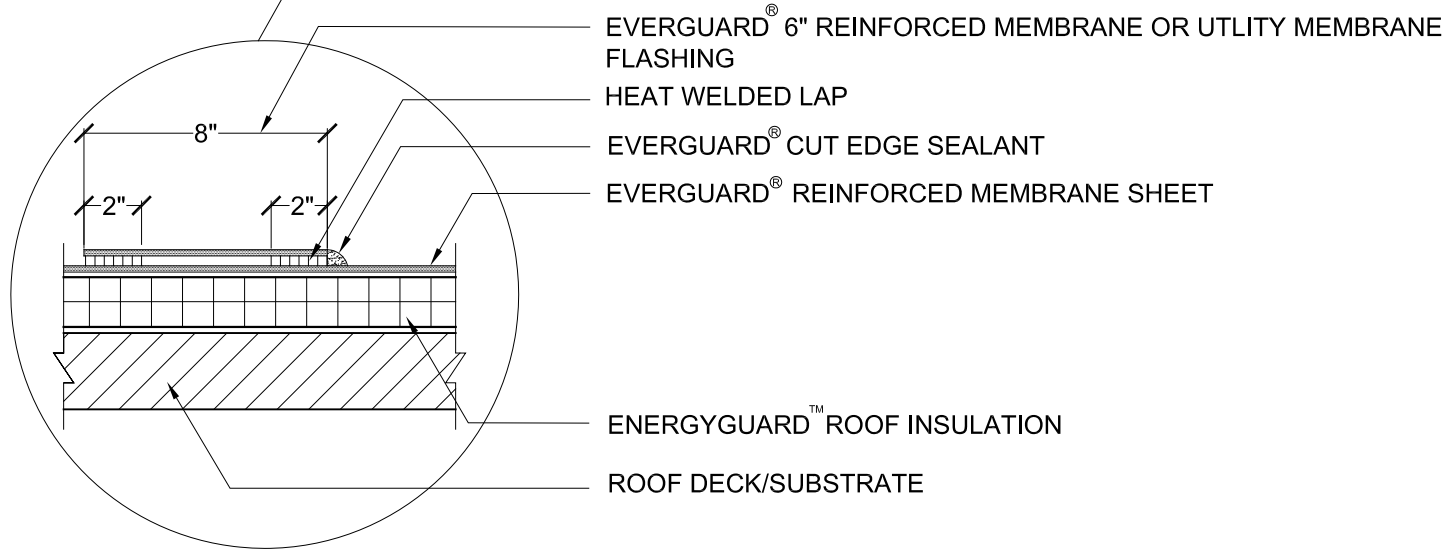 EVERGUARD® 6" REINFORCED MEMBRANE OR UTLITY MEMBRANE
FLASHING
HEAT WELDED LAP
8"
EVERGUARD® CUT EDGE SEALANT
EVERGUARD® REINFORCED MEMBRANE SHEET
2" 2"
ENERGYGUARD™ ROOF INSULATION
ROOF DECK/SUBSTRATE